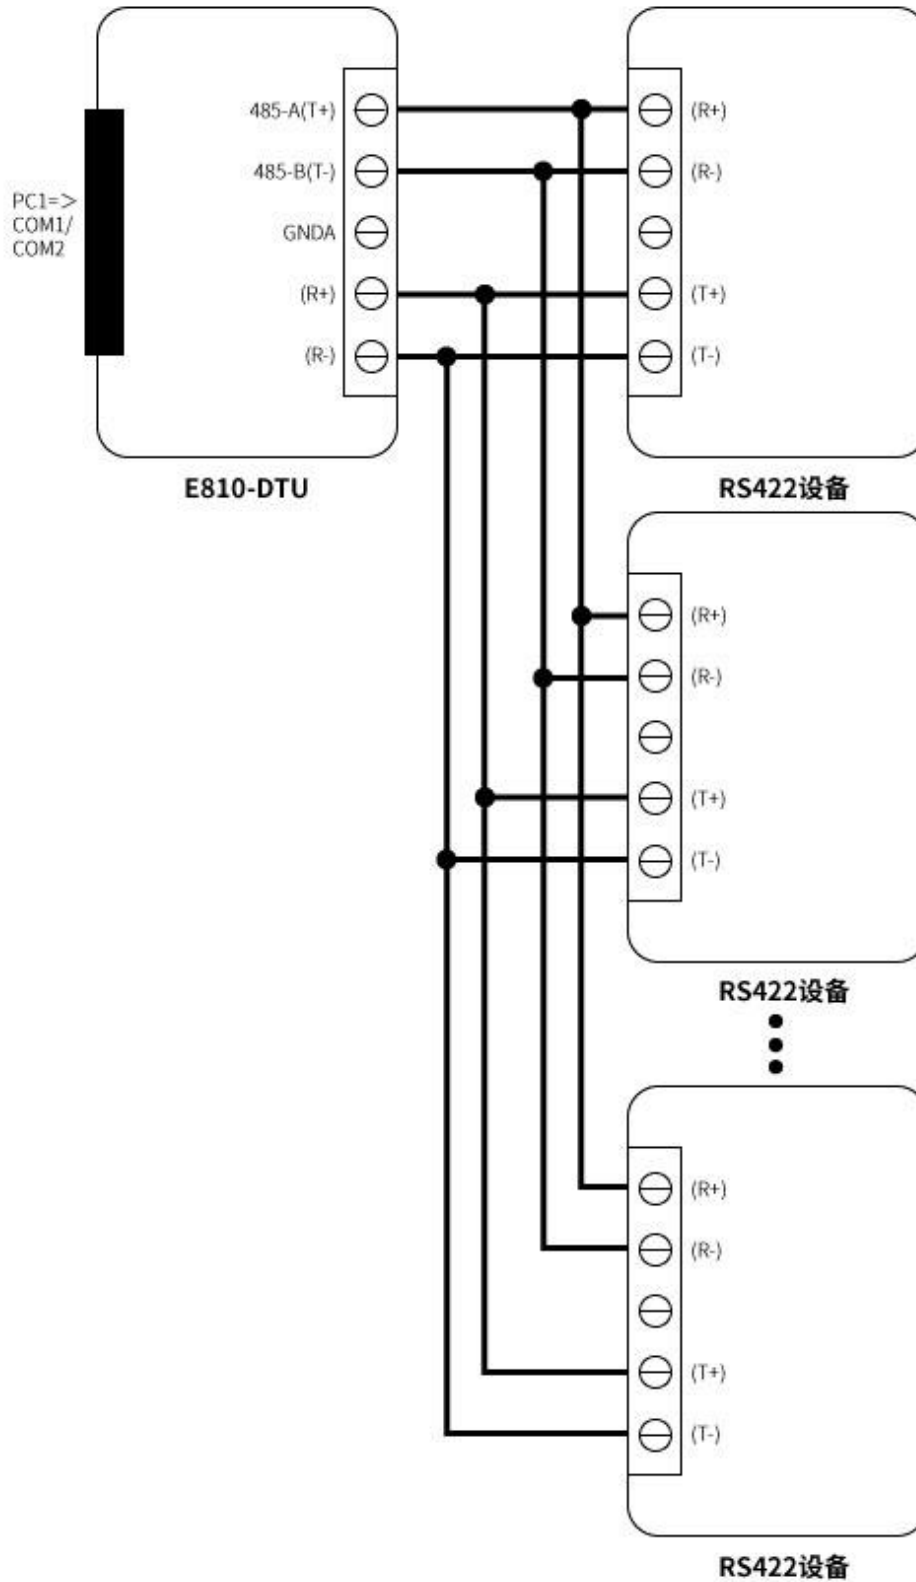 PC1=>
COM1/
COM2
485-A(T+)
485-B(T-)
GNDA
(R+)
(R-)
E810-DTU
(R+)
(R-)
(T+)
(T-)
RS422设备
(R+)
(R-)
(T+)
(T-)
RS422设备
(R+)
(R-)
(T+)
(T-)
RS422设备